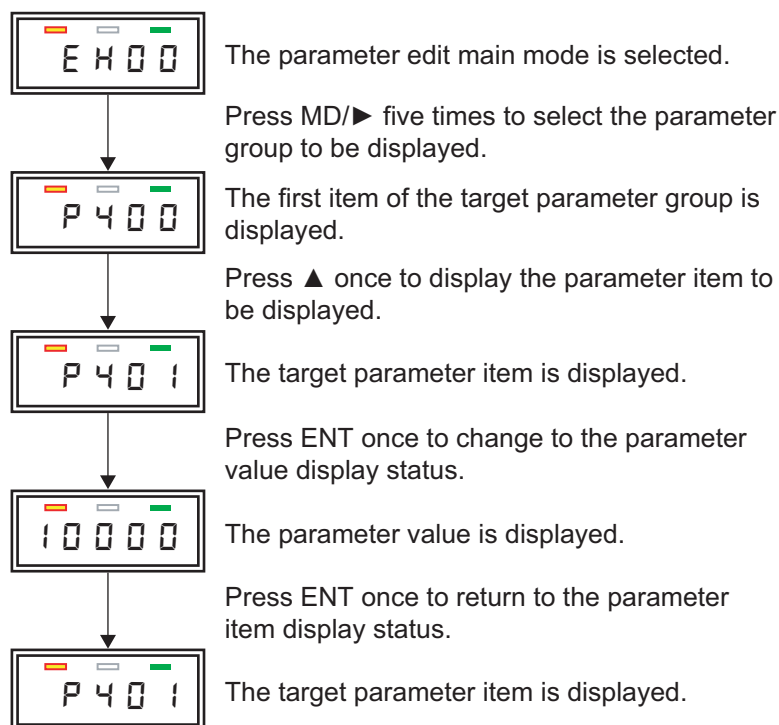 EH00
The parameter edit main mode is selected.
Press MD/► five times to select the parameter
group to be displayed.
P400
The first item of the target parameter group is
displayed.
Press ▲ once to display the parameter item to
be displayed.
P401
The target parameter item is displayed.
Press ENT once to change to the parameter
value display status.
10000
The parameter value is displayed.
Press ENT once to return to the parameter
item display status.
P401
The target parameter item is displayed.